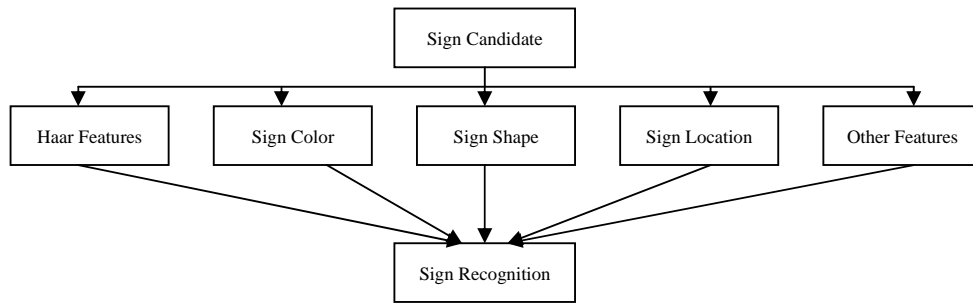 Sign Candidate
Haar Features
Sign Color
Sign Shape
Sign Location
Other Features
Sign Recognition